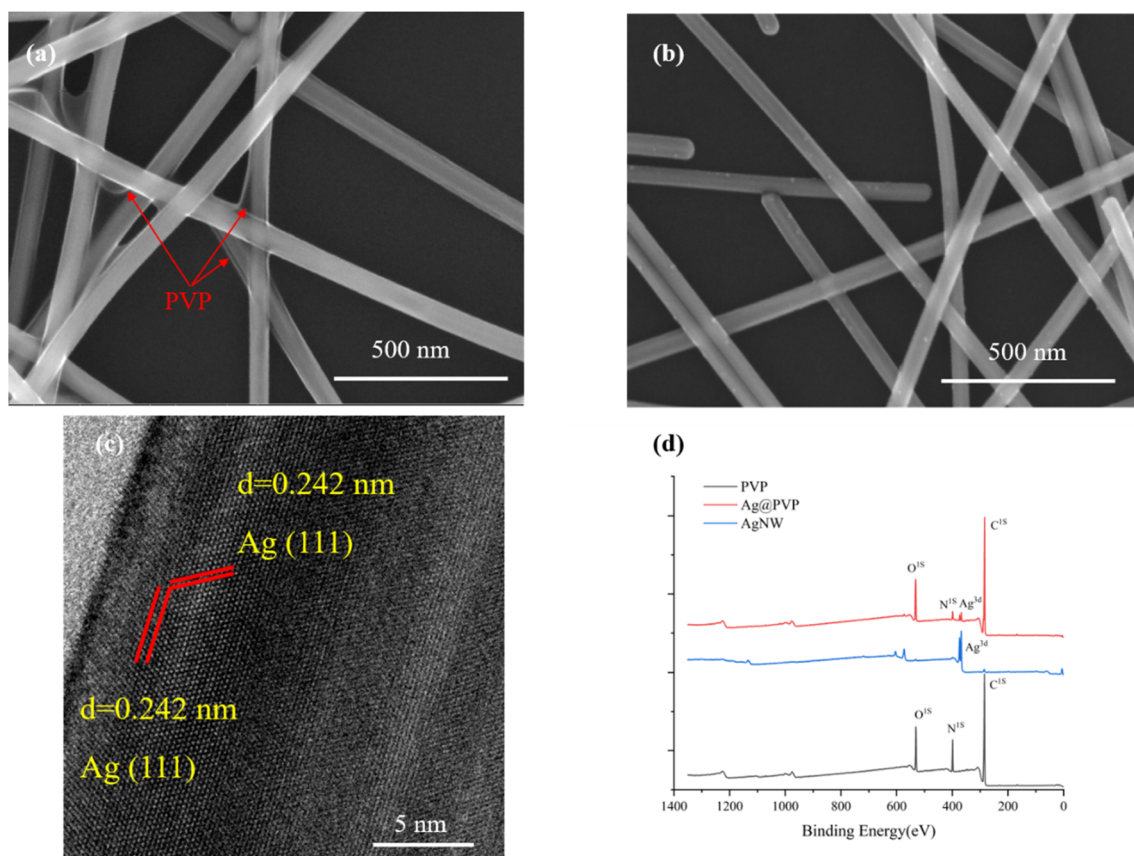 (a)
PVP
500 nm
(b)
500 nm
(c)
d=0.242 nm
Ag (111)
d=0.242 nm
Ag (111)
5 nm
(d)
PVP
Ag@PVP
AgNW
C1S
O1S
N1S
Ag3d
Ag3d
C1S
O1S
N1S
1400 1200 1000 800 600 400 200 0
Binding Energy(eV)